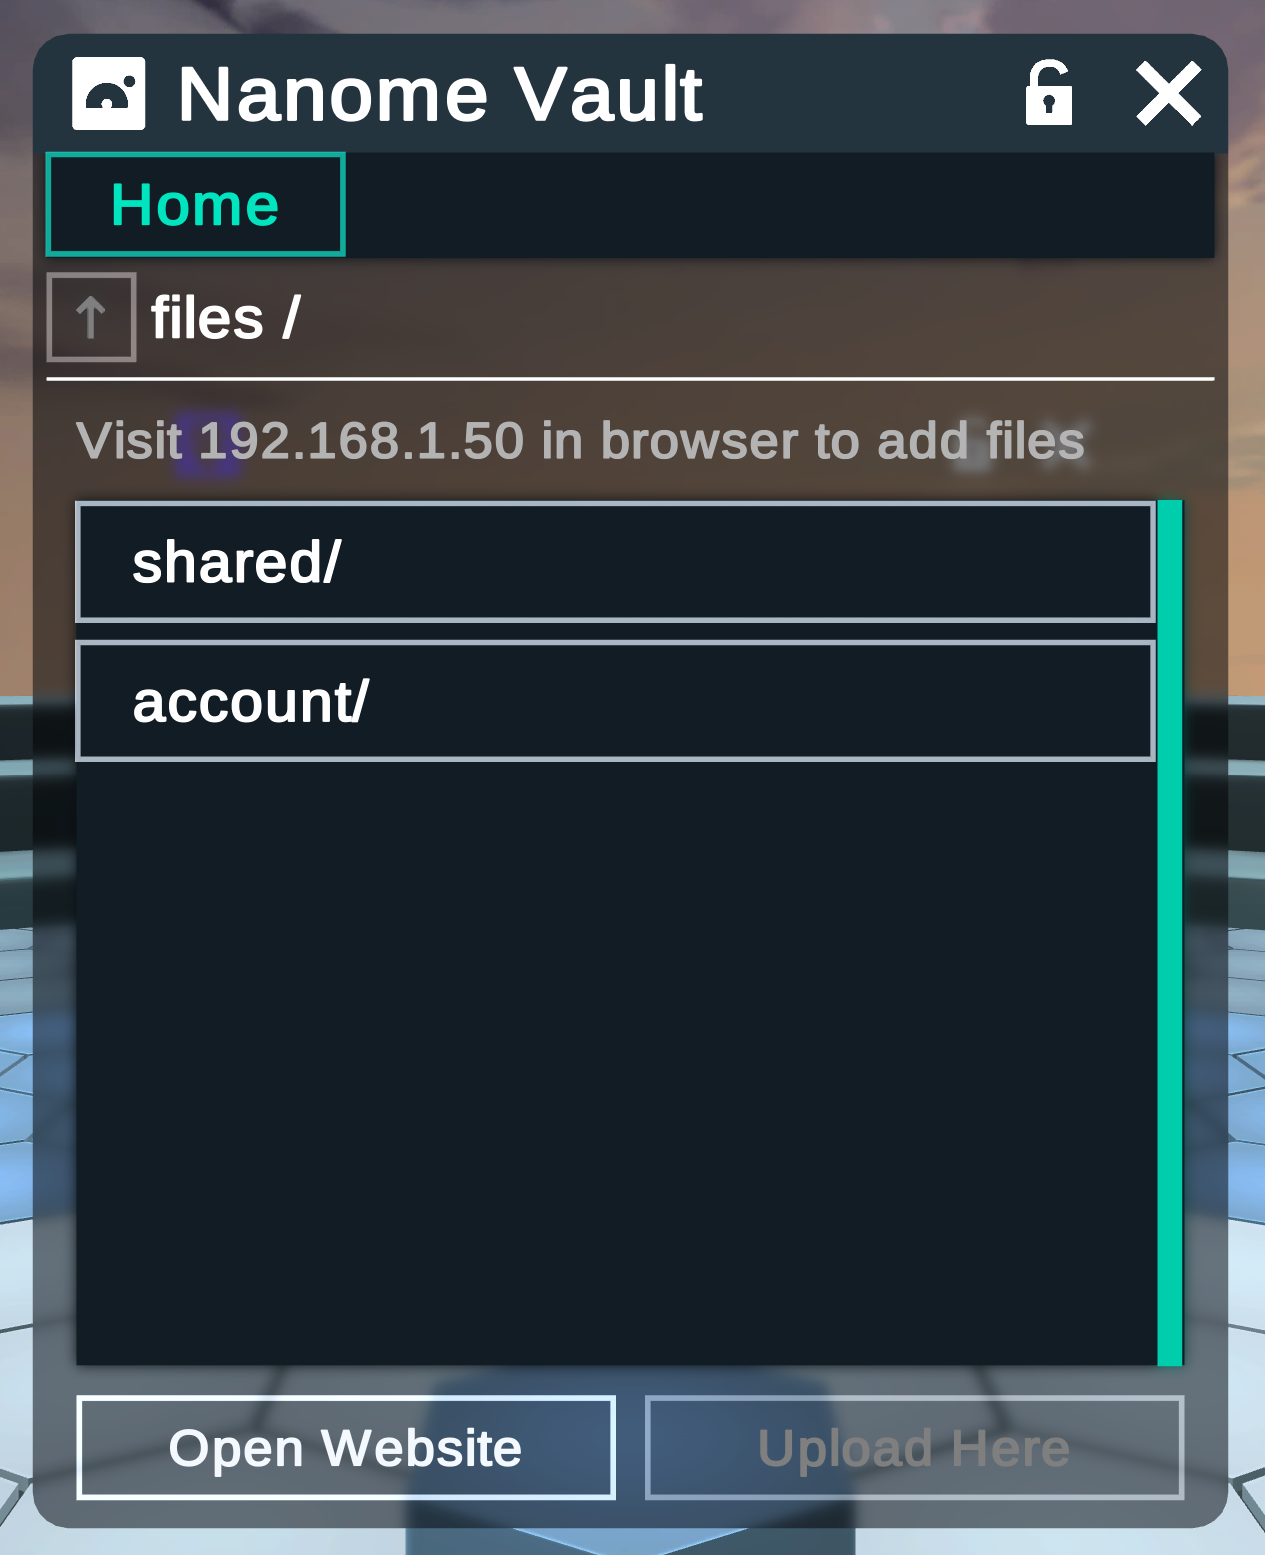 Nanome Vault
Home
files /
Visit 192.168.1.50 in browser to add files
shared/
account/
Open Website
Upload Here